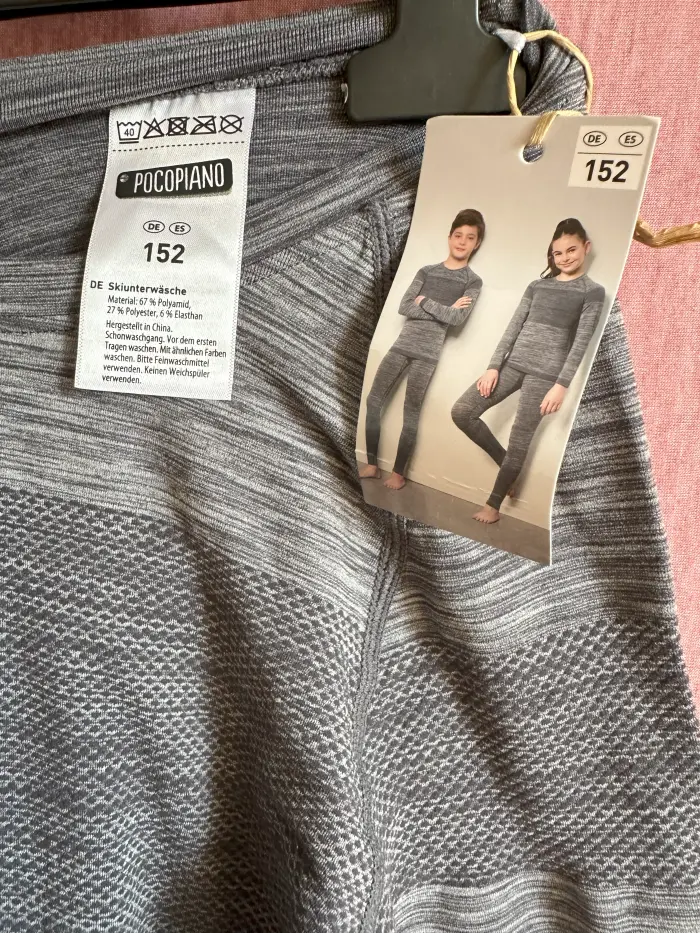 40
POCOPIANO
DE ES
152
DE Skiunterwäsche
Material: 67 % Polyamid,
27 % Polyester, 6 % Elasthan
Hergestellt in China.
Schonwaschgang. Vor dem ersten
Tragen waschen. Mit ähnlichen Farben
waschen. Bitte Feinwaschmittel
verwenden. Keinen Weichspüler
verwenden.
DE ES
152